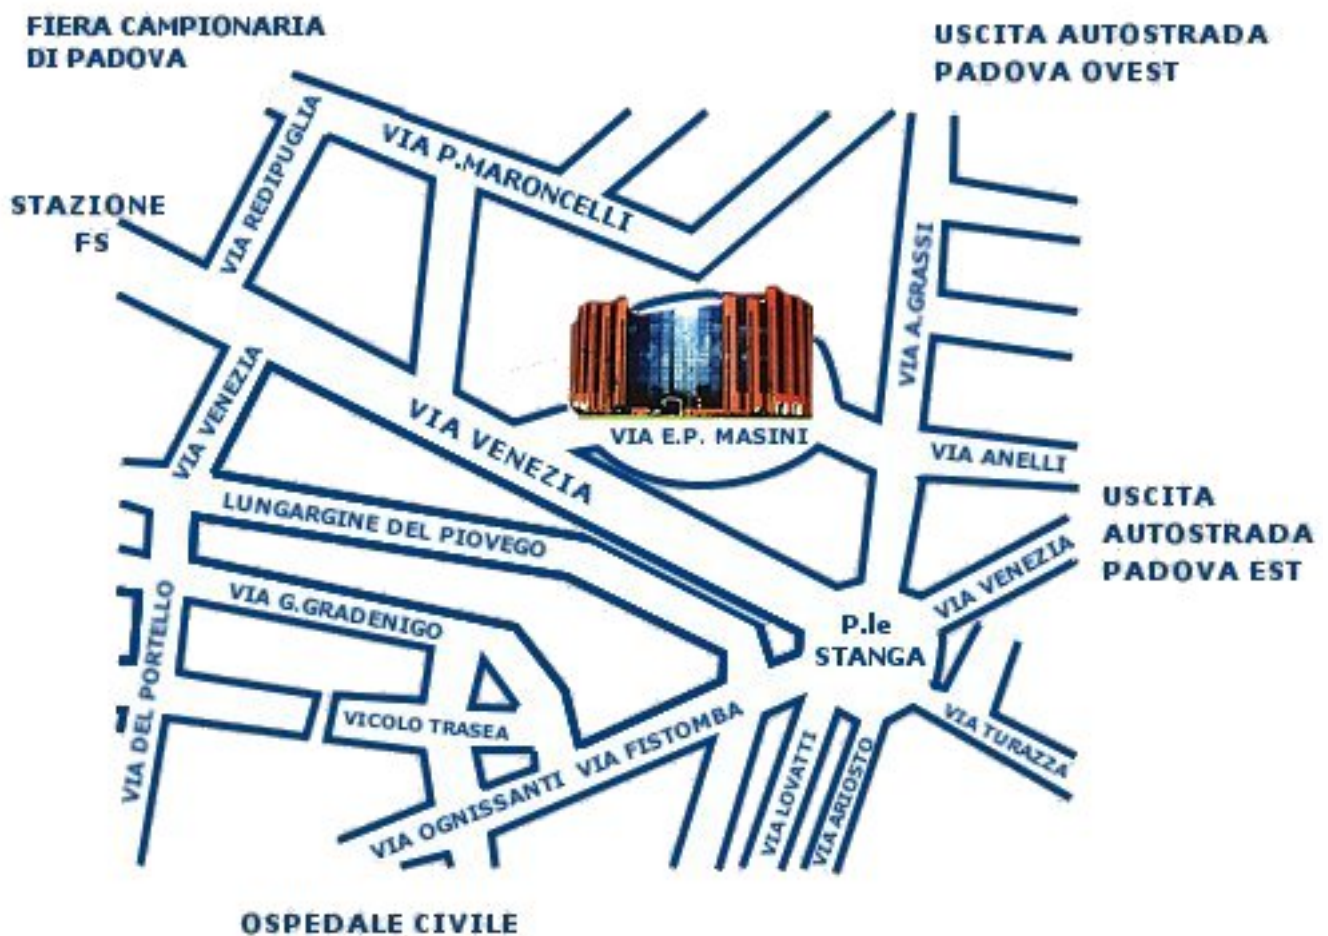 FIERA CAMPIONARIA
DI PADOVA
USCITA AUTOSTRADA
PADOVA OVEST
VIA REDIPUGLIA
VIA P.MARONCELLI
STAZIONE
FS
VIA A.GRASSI
VIA VENEZIA
VIA VENEZIA
VIA E.P. MASINI
VIA ANELLI
LUNGARGINE DEL PIOVEGO
USCITA
AUTOSTRADA
PADOVA EST
VIA VENEZIA
VIA G.GRADENIGO
P.le
STANGA
VIA DEL PORTELLO
VICOLO TRASEA
VIA FISTOMBA
VIA TURAZZA
VIA OGNISSANTI
VIA LOVATTI
VIA ARIOSTO
OSPEDALE CIVILE